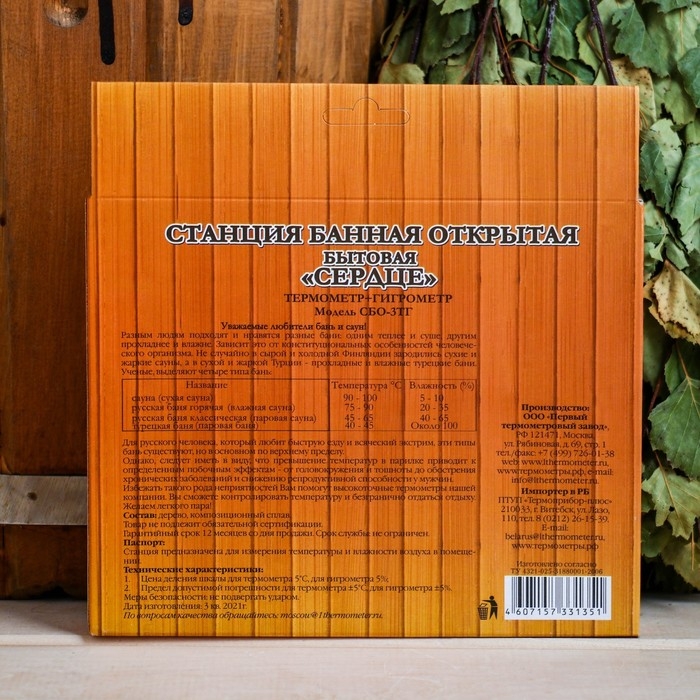 СТАНЦИЯ БАННАЯ ОТКРЫТАЯ
БЫТОВАЯ
«СЕРДЦЕ»
ТЕРМОМЕТР+ГИГРОМЕТР
Модель СБО-3ТГ
Уважаемые любители бань и саун!
Разным людям подходят и нравятся разные бани: одним теплее и суше, другим
прохладнее и влажнее. Зависит это от конституциональных особенностей человече-
ского организма. Не случайно в сырой и холодной Финляндии зародились сухие и
жаркие сауны, а в сухой и жаркой Турции - прохладные и влажные турецкие бани.
Ученые, выделяют четыре типа бань:
Название Температура °С Влажность (%)
сауна (сухая сауна) 90 - 100 5 - 10
русская баня горячая (влажная сауна) 75 - 90 20 - 35
русская баня классическая (паровая сауна) 45 - 65 40 - 65
турецкая баня (паровая баня) 40 - 45 Около 100
Для русского человека, который любит быструю езду и всяческий экстрим, эти типы
бань существуют, но в основном по верхнему пределу.
Однако, следует иметь в виду, что превышение температур в парилке приводит к
определенным побочным эффектам - от головокружения и тошноты до обострения
хронических заболеваний и снижению репродуктивной способности у мужчин.
Избежать такого рода неприятностей Вам помогут высокоточные термометры нашей
компании. Вы сможете контролировать температуру и безгранично отдаться отдыху.
Желаем легкого пара!
Состав: дерево, композиционный сплав.
Товар не подлежит обязательной сертификации.
Гарантийный срок 12 месяцев со дня продажи. Срок службы не ограничен.
Паспорт:
Станция предназначена для измерения температуры и влажности воздуха в помеще-
нии.
Технические характеристики:
1. Цена деления шкалы для термометра 5°С, для гигрометра 5%;
2. Предел допустимой погрешности для термометра ±5°С, для гигрометра ±5%.
Меры безопасности: не подвергать ударом.
Дата изготовления: 3 кв. 2021г.
По вопросам качества обращайтесь: moscow@1thermometer.ru.
Производство:
ООО «Первый
термометровый завод».
РФ 121471, Москва,
ул. Рябиновая, д. 69, стр. 1
тел./факс: +7 (499) 726-01-38
web: www.1thermometer.ru,
www.термометры.рф; e-mail:
info@1thermometer.ru.
Импортер в РБ
ПТУП «Термоприбор-плюс»
210033, г. Витебск, ул. Лазо,
110, тел. 8 (0212) 26-15-39.
E-mail:
belarus@1thermometer.ru,
www.термометры.рф
Изготовлено согласно
4 607157 331351